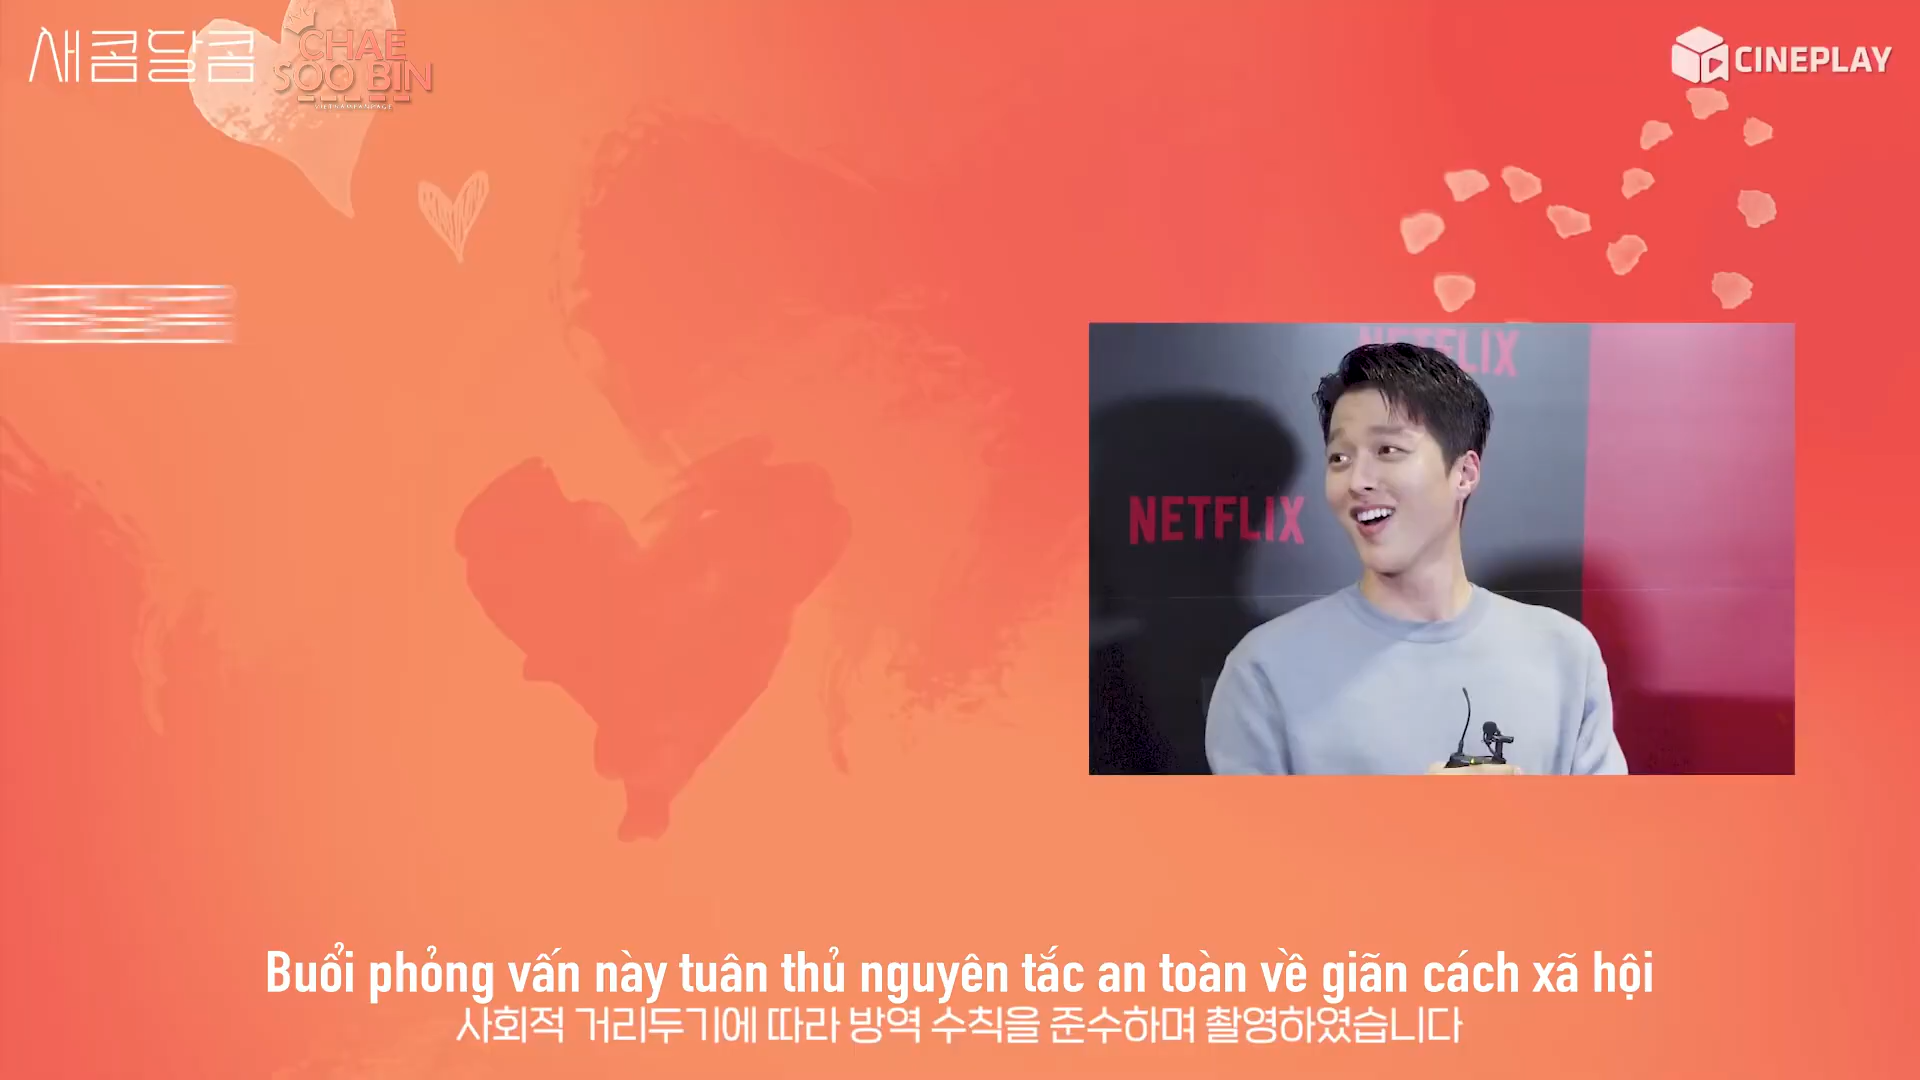 새콤달콤
CHAE
SOO BIN
VIETNAM FANPAGE
CINEPLAY
NETFLIX
NETFLIX
Buổi phỏng vấn này tuân thủ nguyên tắc an toàn về giãn cách xã hội
사회적 거리두기에 따라 방역 수칙을 준수하며 촬영하였습니다